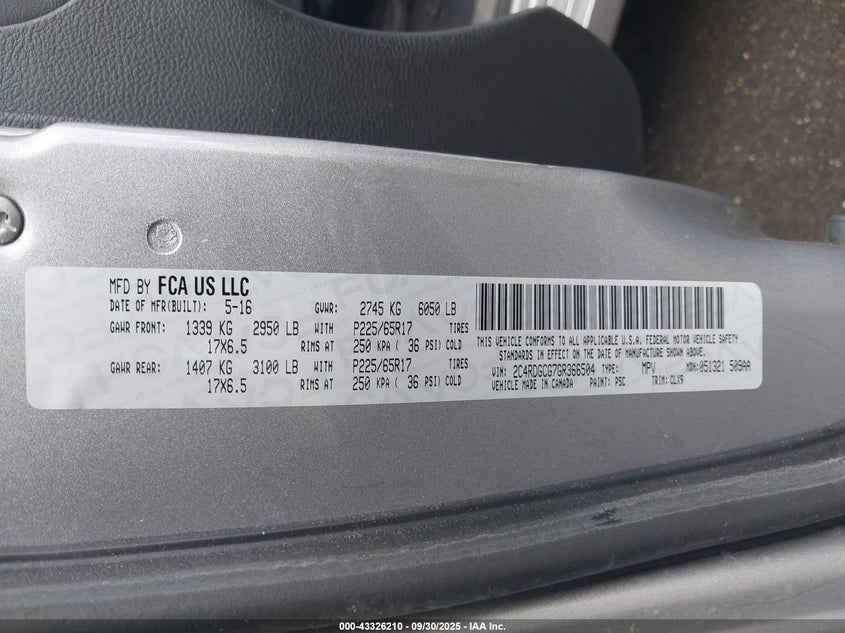 MFD BY FCA US LLC
DATE OF MFR(BUILT): 5-16 GVWR: 2745 KG 6050 LB
GAWR FRONT: 1339 KG 2950 LB WITH P225/65R17 TIRES
17X6.5 RIMS AT 250 KPA ( 36 PSI) COLD
GAWR REAR: 1407 KG 3100 LB WITH P225/65R17 TIRES
17X6.5 RIMS AT 250 KPA ( 36 PSI) COLD
THIS VEHICLE CONFORMS TO ALL APPLICABLE U.S.A. FEDERAL MOTOR VEHICLE SAFETY
STANDARDS IN EFFECT ON THE DATE OF MANUFACTURE SHOWN ABOVE.
VIN: 2C4RDGCG7GR366504 TYPE: MPV MDH: 051321 509AA
VEHICLE MADE IN CANADA PAINT: PSC TRIM: CLX9
000-43326210 - 09/30/2025 - IAA Inc.